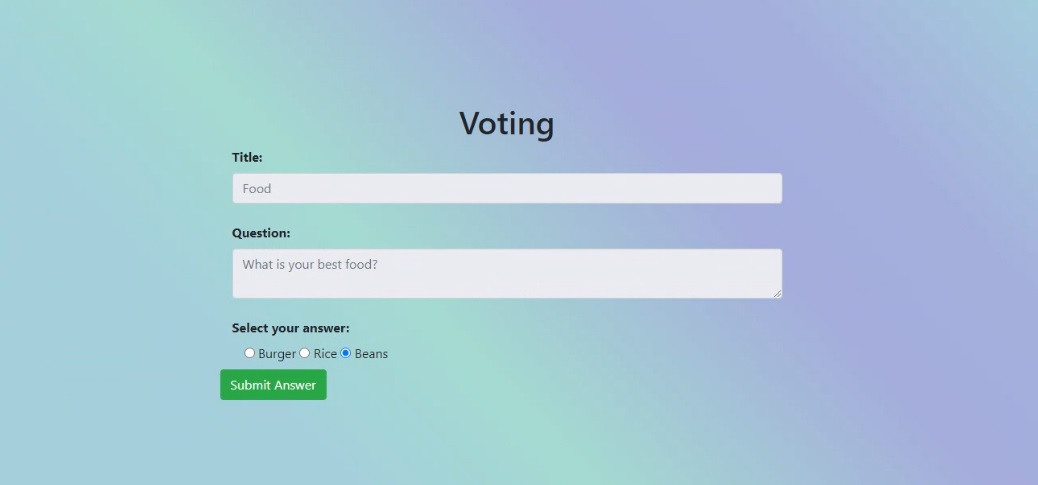 Voting
Title:
Food
Question:
What is your best food?
Select your answer:
Burger Rice Beans
Submit Answer